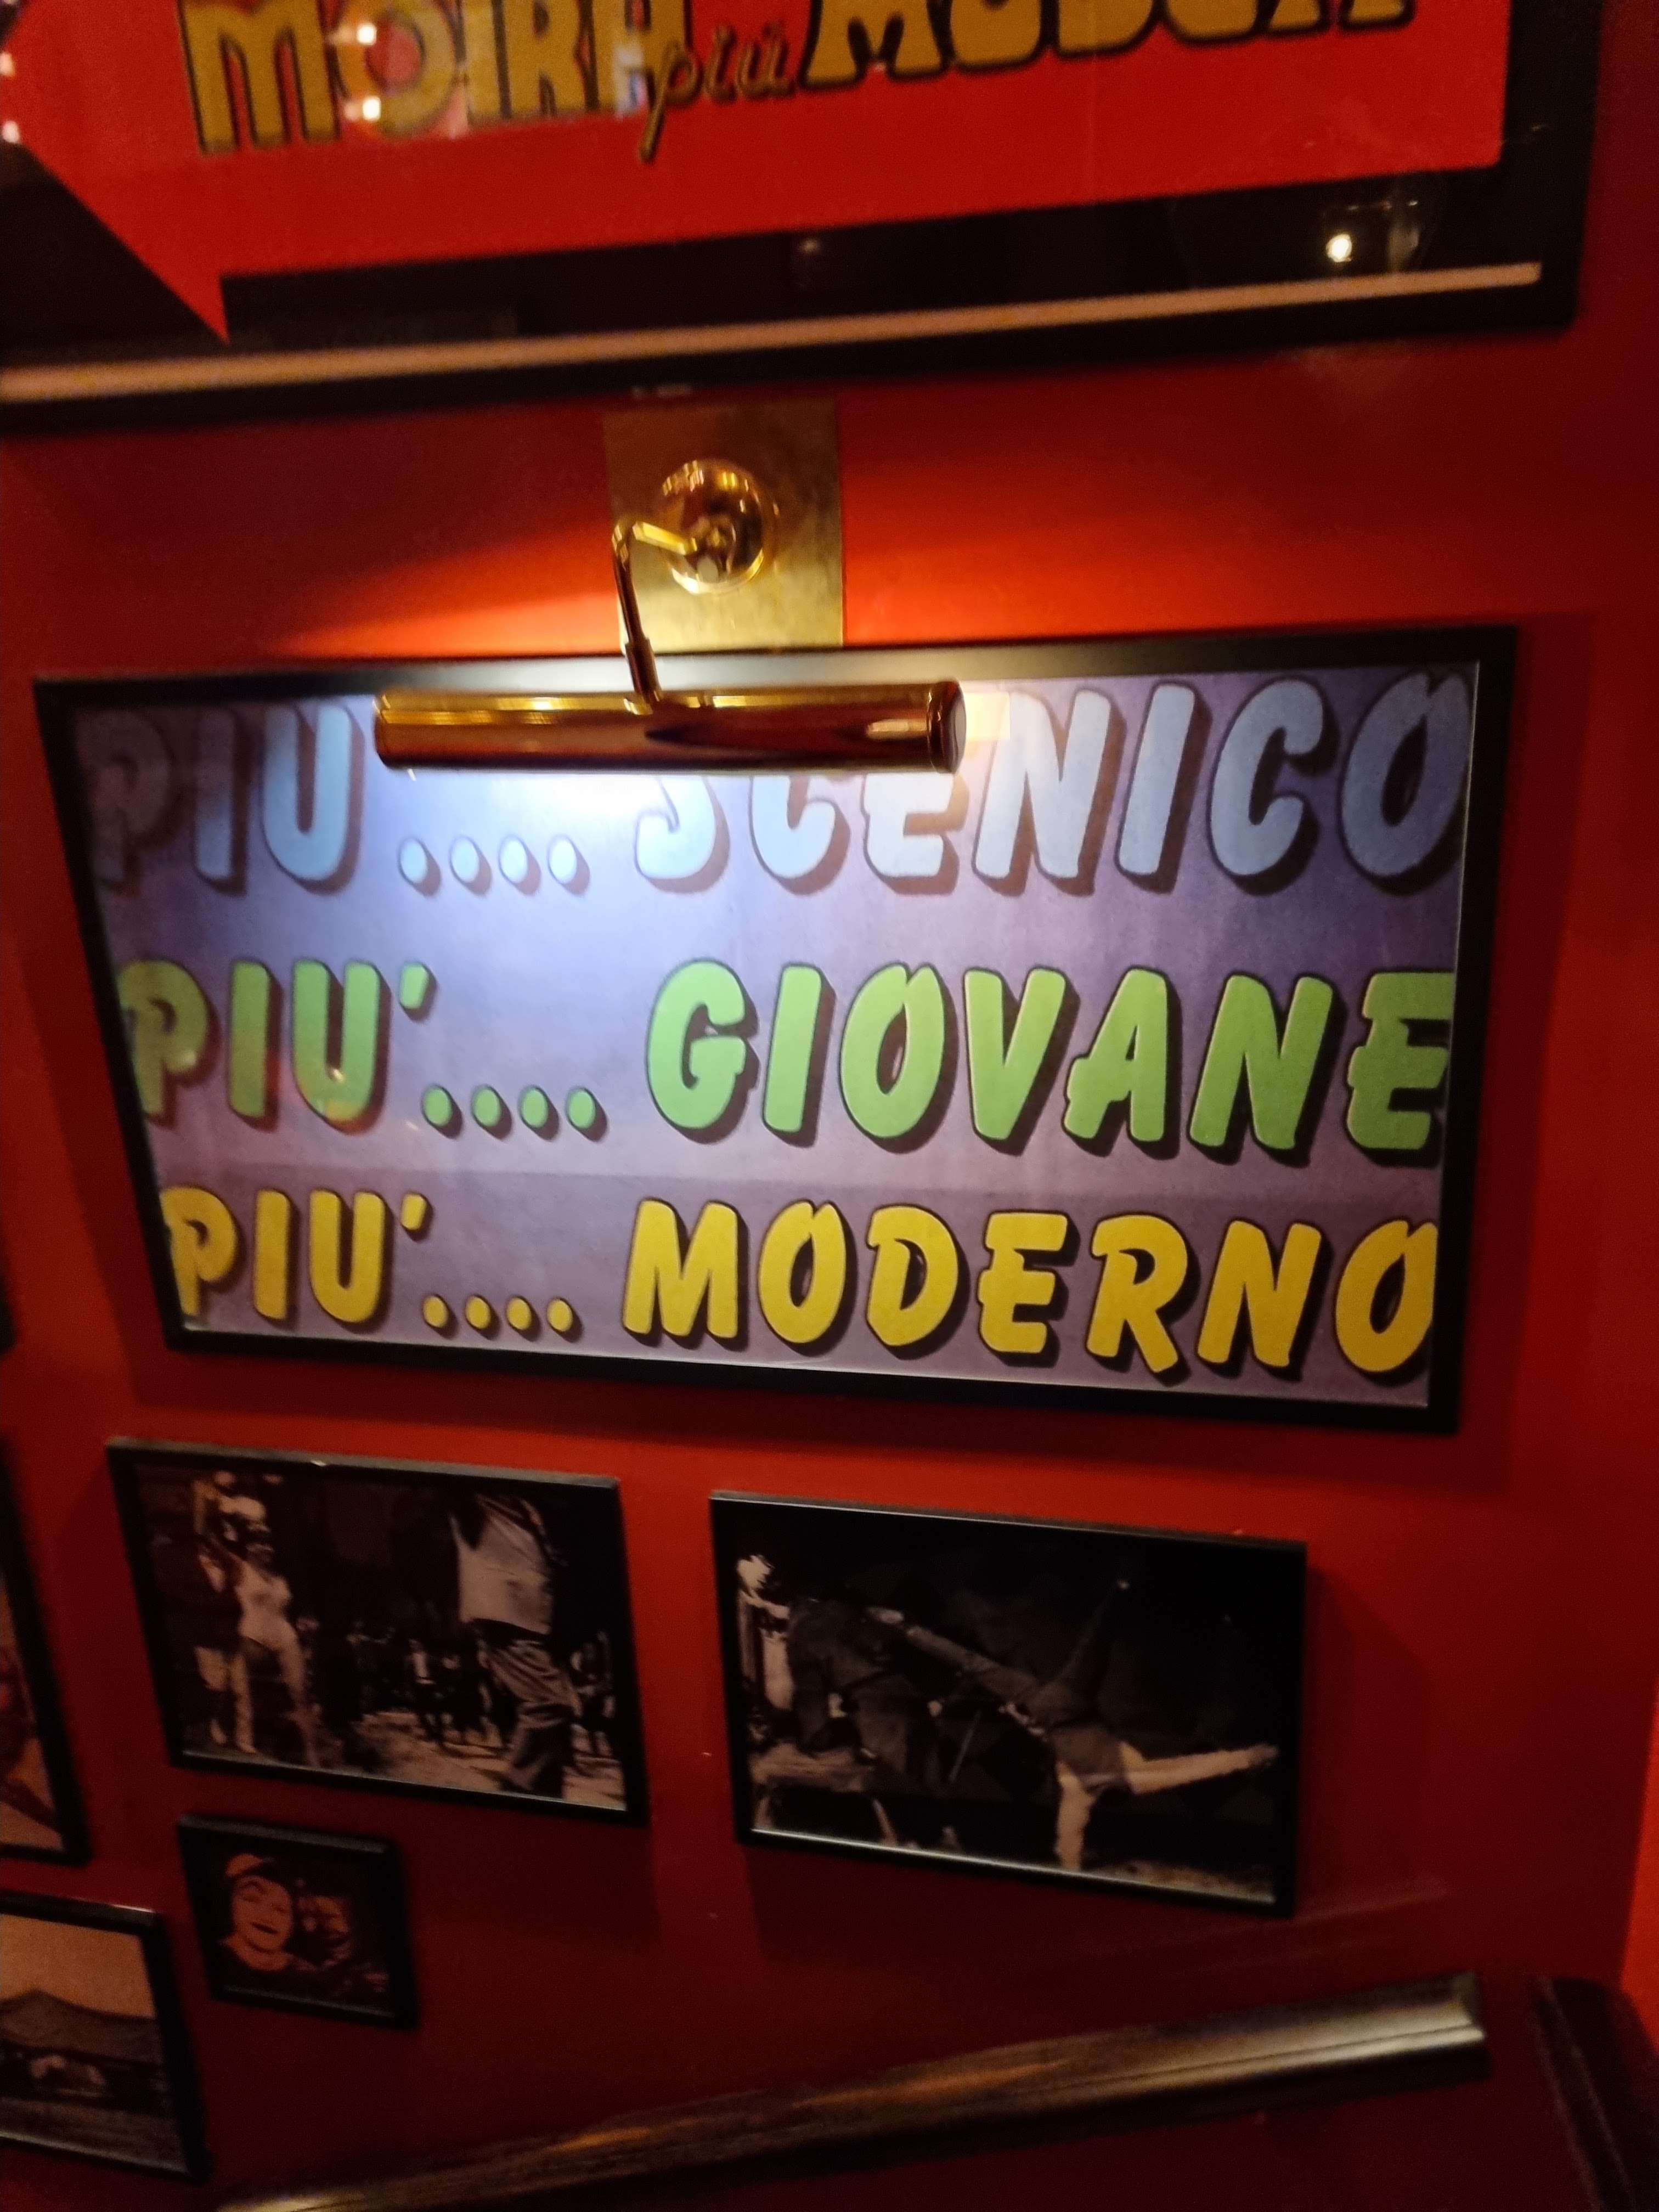 MOIRA più
PIU'.... SCENICO
PIU'.... GIOVANE
PIU'.... MODERNO